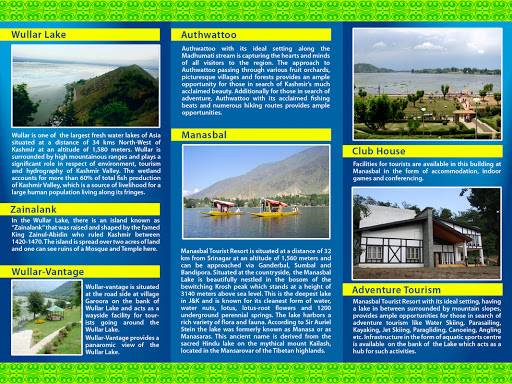 Wullar Lake
Wullar is one of the largest fresh water lakes of Asia
situated at a distance of 34 kms North-West of
Kashmir at an altitude of 1,580 meters. Wullar is
surrounded by high mountainous ranges and plays a
significant role in respect of environment, tourism
and hydrography of Kashmir Valley. The wetland
accounts for more than 60% of total fish production
of Kashmir Valley, which is a source of livelihood for a
large human population living along its fringes.
Zainalank
In the Wullar Lake, there is an island known as
"Zainalank" that was raised and shaped by the famed
King Zainul-Abidin who ruled Kashmir between
1420-1470. The island is spread over two acres of land
and one can see ruins of a Mosque and Temple here.
Wullar-Vantage
Wullar-vantage is situated
at the road side at village
Garoora on the bank of
Wullar Lake and acts as a
wayside facility for tour-
ists going around the
Wullar Lake.
Wullar-Vantage provides a
panaromic view of the
Wullar Lake.
Authwattoo
Authwattoo with its ideal setting along the
Madhumati stream is capturing the hearts and minds
of all visitors to the region. The approach to
Authwattoo passing through various fruit orchards,
picturesque villages and forests provides an ample
opportunity for those in search of Kashmir's much
acclaimed beauty. Additionally for those in search of
adventure, Authwattoo with its acclaimed fishing
beats and numerous hiking routes provides ample
opportunities.
Manasbal
Manasbal Tourist Resort is situated at a distance of 32
km from Srinagar at an altitude of 1,560 meters and
can be approached via Ganderbal, Sumbal and
Bandipora. Situated at the countryside, the Manasbal
Lake is beautifully nestled in the bosom of the
bewitching Krosh peak which stands at a height of
3140 meters above sea level. This is the deepest lake
in J&K and is known for its cleanest form of water,
water nuts, lotus, lotus-root flowers and 1200
underground perennial springs. The lake harbors a
rich variety of flora and fauna. According to Sir Auriel
Stein the lake was formerly known as Manasa or as
Manasaras. This ancient name is derived from the
sacred Hindu lake on the mythical mount Kailash,
located in the Mansarovar of the Tibetan highlands.
Club House
Facilities for tourists are available in this building at
Manasbal in the form of accommodation, indoor
games and conferencing.
Adventure Tourism
Manasbal Tourist Resort with its ideal setting, having
a lake in between surrounded by mountain slopes,
provides ample opportunities for those in search of
adventure tourism like Water Skiing, Parasailing,
Kayaking, Jet Skiing, Paragliding, Canoeing, Angling
etc. Infrastructure in the form of aquatic sports centre
is available on the bank of the Lake which acts as a
hub for such activities.